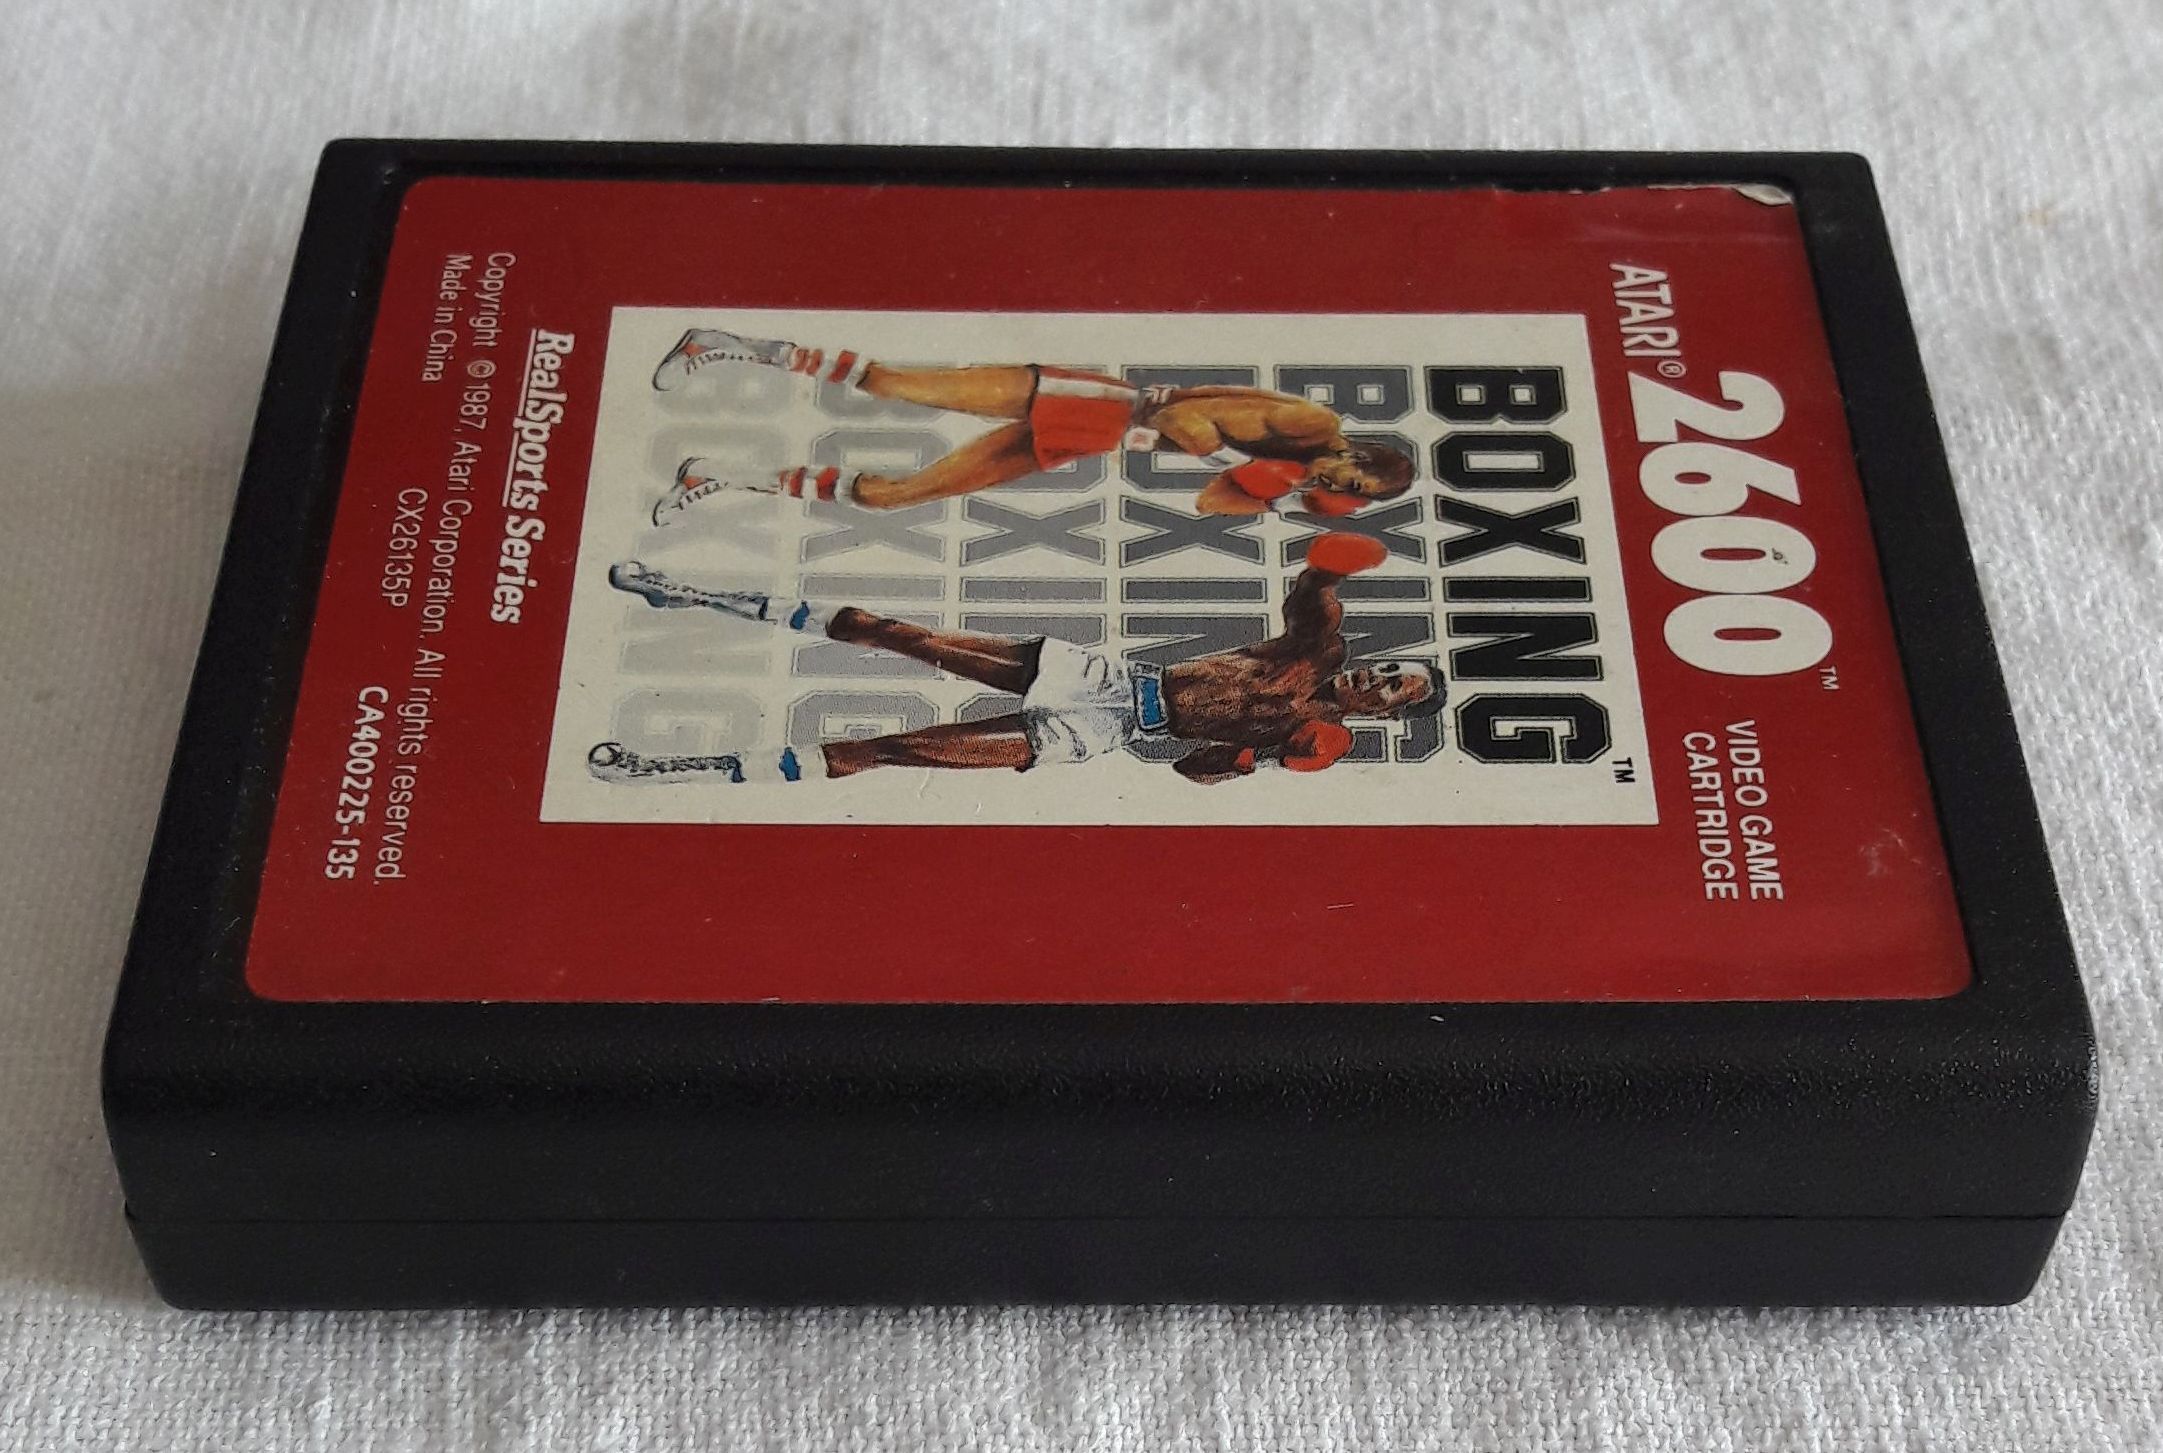 ATARI® 2600™ VIDEO GAME
CARTRIDGE
BOXING™
BOXING
BOXING
BOXING
BOXING
BOXING
RealSports Series
Copyright ©1987, Atari Corporation. All rights reserved.
Made in China CX26135P CA400225-135